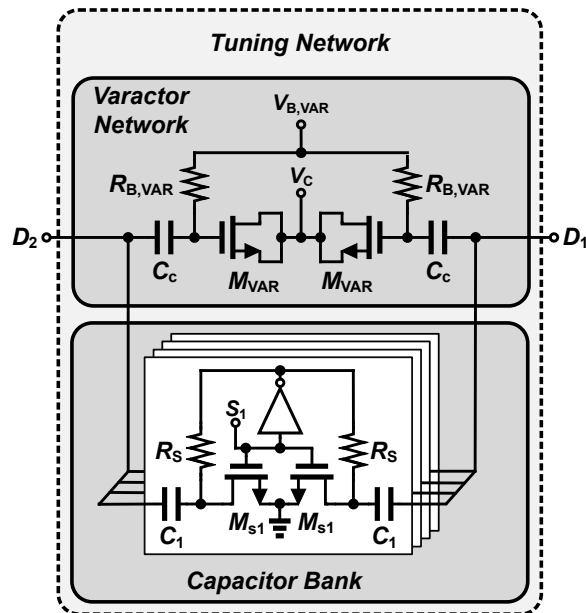 Tuning Network
Varactor
Network
V_B,VAR
R_B,VAR
V_C
R_B,VAR
D_2
D_1
C_c
M_VAR
M_VAR
C_c
S_1
R_S
R_S
C_1
M_s1
M_s1
C_1
Capacitor Bank